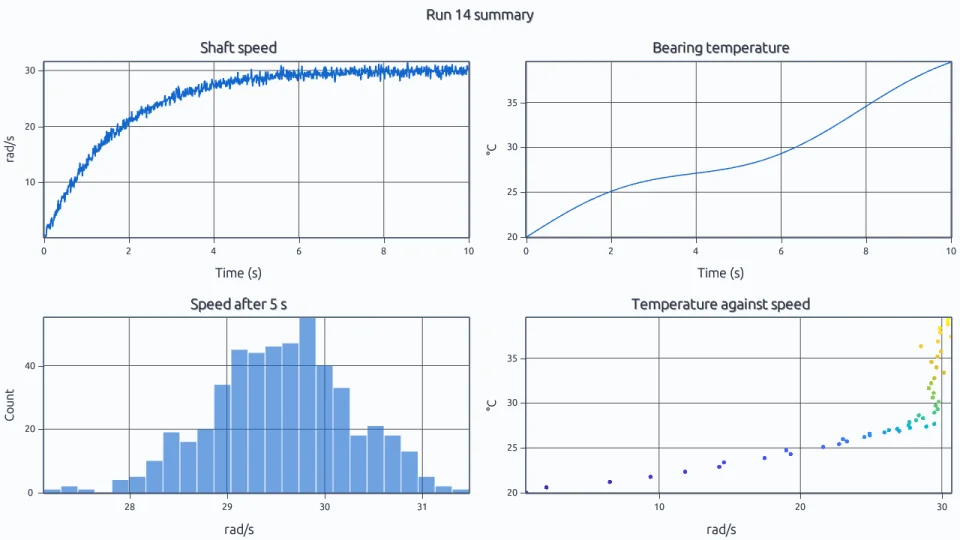 Run 14 summary
Shaft speed
Bearing temperature
30
20
10
rad/s
0 2 4 6 8 10
Time (s)
35
30
25
20
°C
0 2 4 6 8 10
Time (s)
Speed after 5 s
Temperature against speed
40
20
0
Count
28 29 30 31
rad/s
35
30
25
20
°C
10 20 30
rad/s